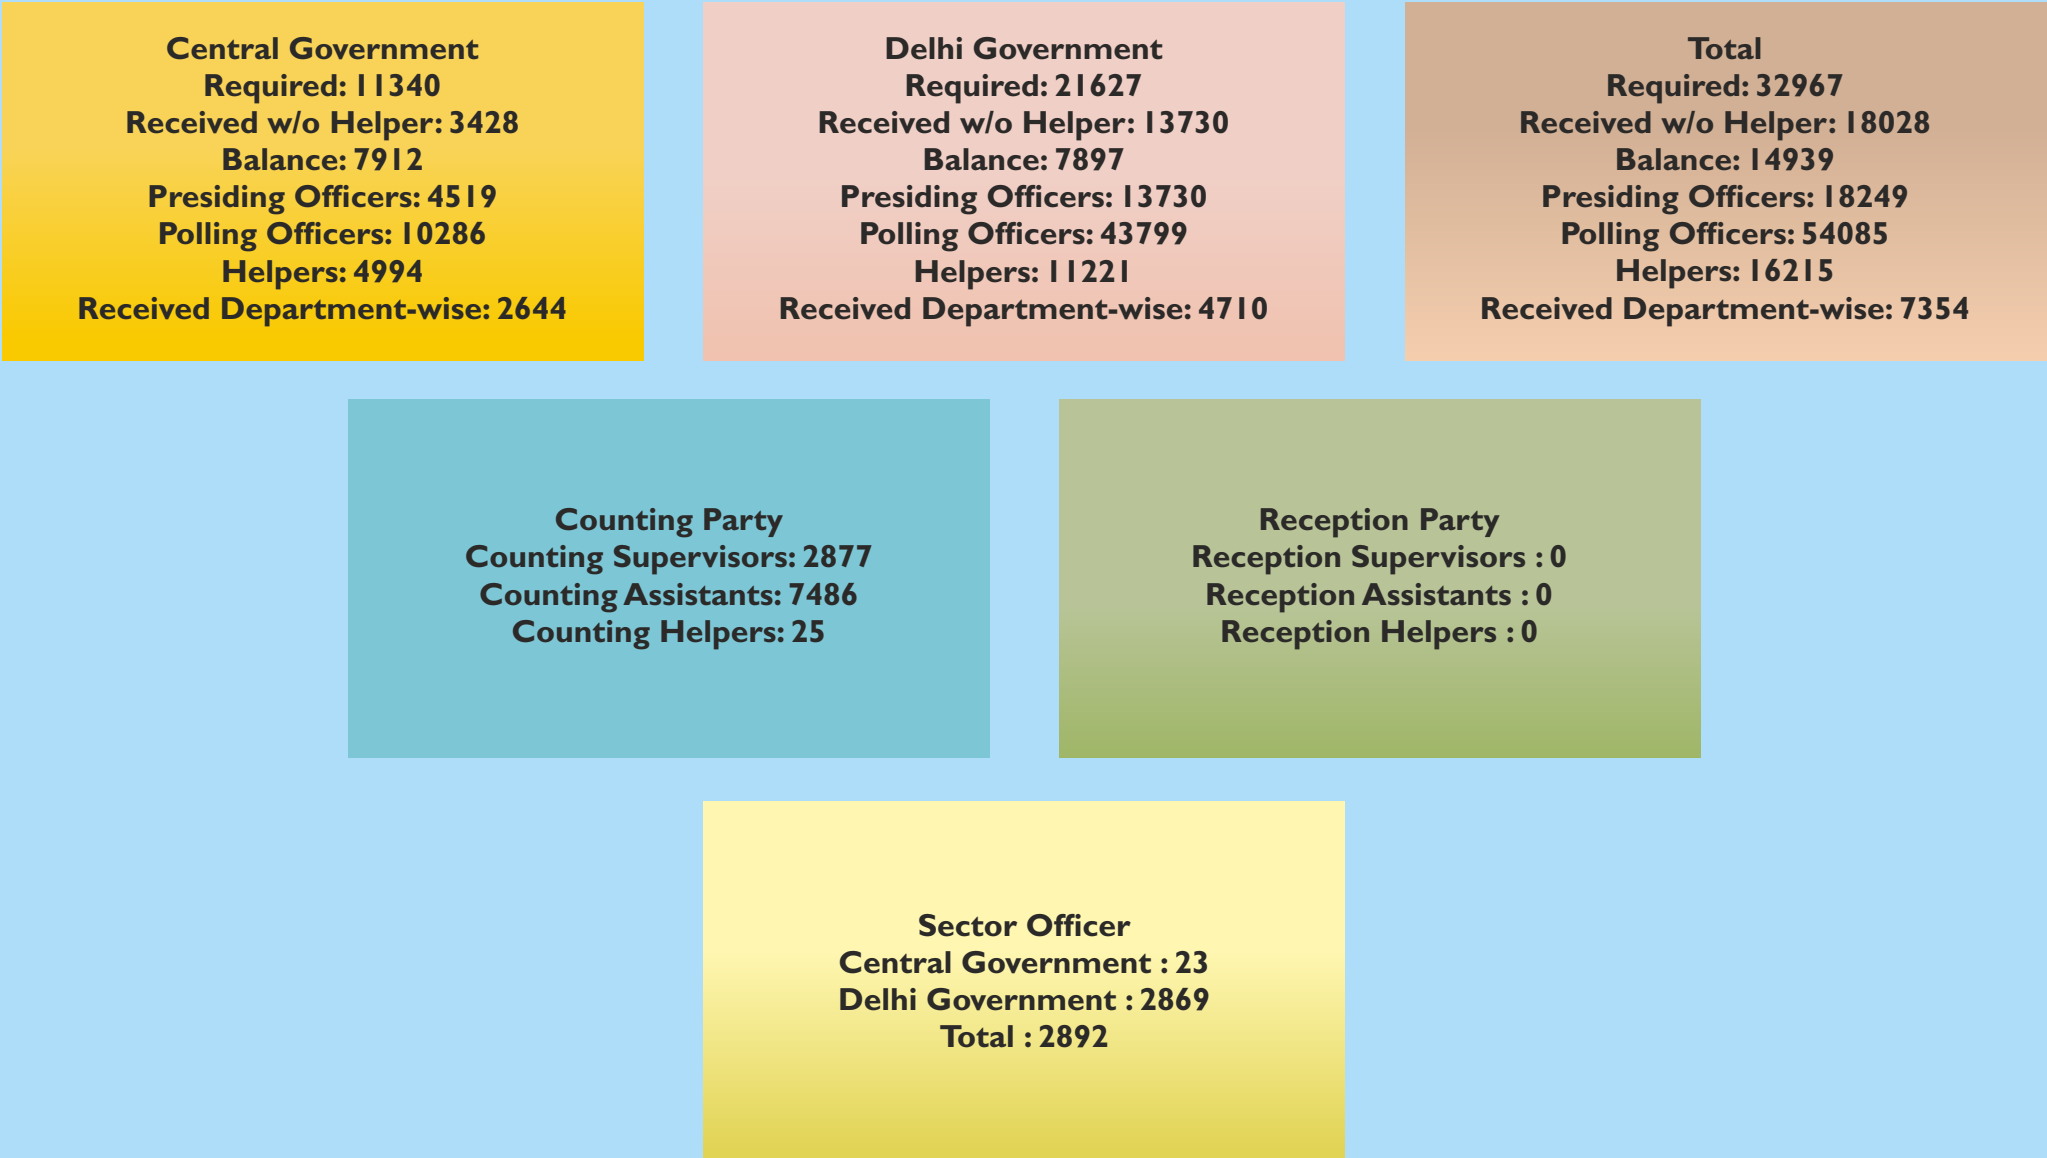 Central Government
Required: 11340
Received w/o Helper: 3428
Balance: 7912
Presiding Officers: 4519
Polling Officers: 10286
Helpers: 4994
Received Department-wise: 2644
Delhi Government
Required: 21627
Received w/o Helper: 13730
Balance: 7897
Presiding Officers: 13730
Polling Officers: 43799
Helpers: 11221
Received Department-wise: 4710
Total
Required: 32967
Received w/o Helper: 18028
Balance: 14939
Presiding Officers: 18249
Polling Officers: 54085
Helpers: 16215
Received Department-wise: 7354
Counting Party
Counting Supervisors: 2877
Counting Assistants: 7486
Counting Helpers: 25
Reception Party
Reception Supervisors : 0
Reception Assistants : 0
Reception Helpers : 0
Sector Officer
Central Government : 23
Delhi Government : 2869
Total : 2892